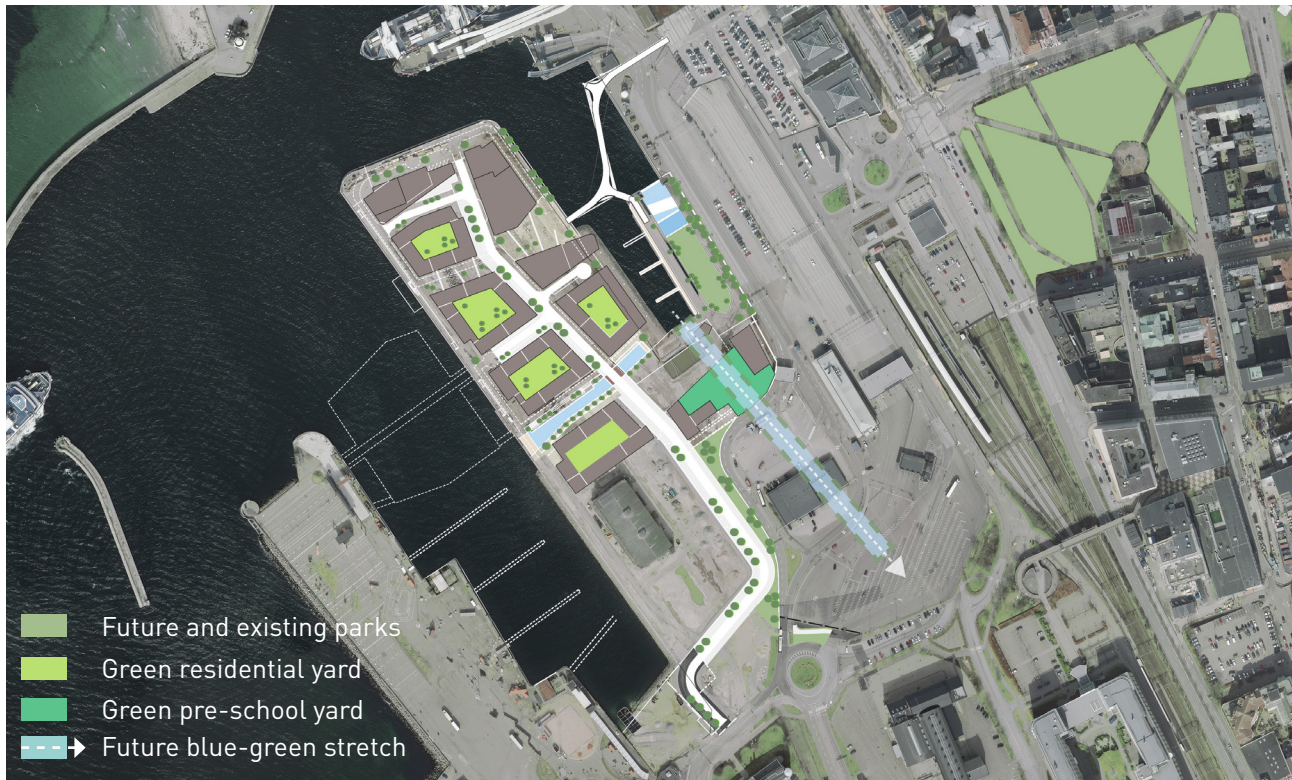 Future and existing parks
Green residential yard
Green pre-school yard
Future blue-green stretch